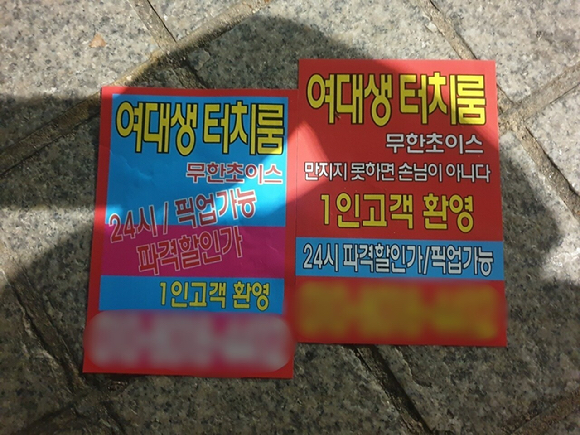 여대생 터치룸
무한초이스
24시 / 픽업가능
파격할인가
1인고객 환영
여대생 터치룸
무한초이스
만지지 못하면 손님이 아니다
1인고객 환영
24시 파격할인가/픽업가능